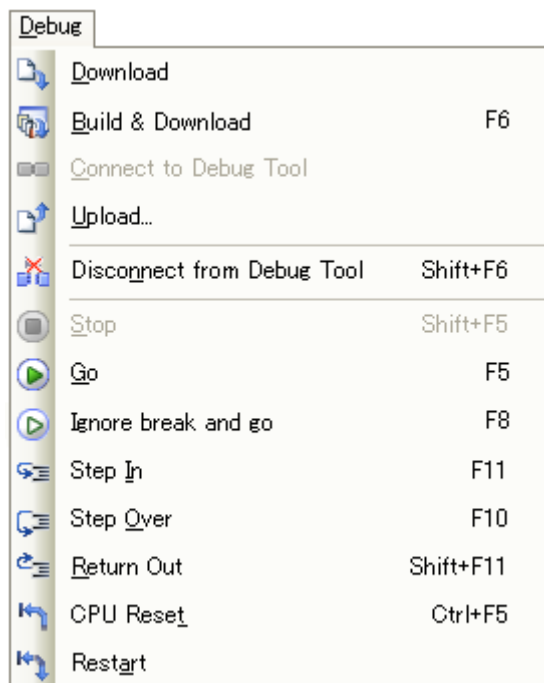 Debug
Download
Build & Download F6
Connect to Debug Tool
Upload...
Disconnect from Debug Tool Shift+F6
Stop Shift+F5
Go F5
Ignore break and go F8
Step In F11
Step Over F10
Return Out Shift+F11
CPU Reset Ctrl+F5
Restart